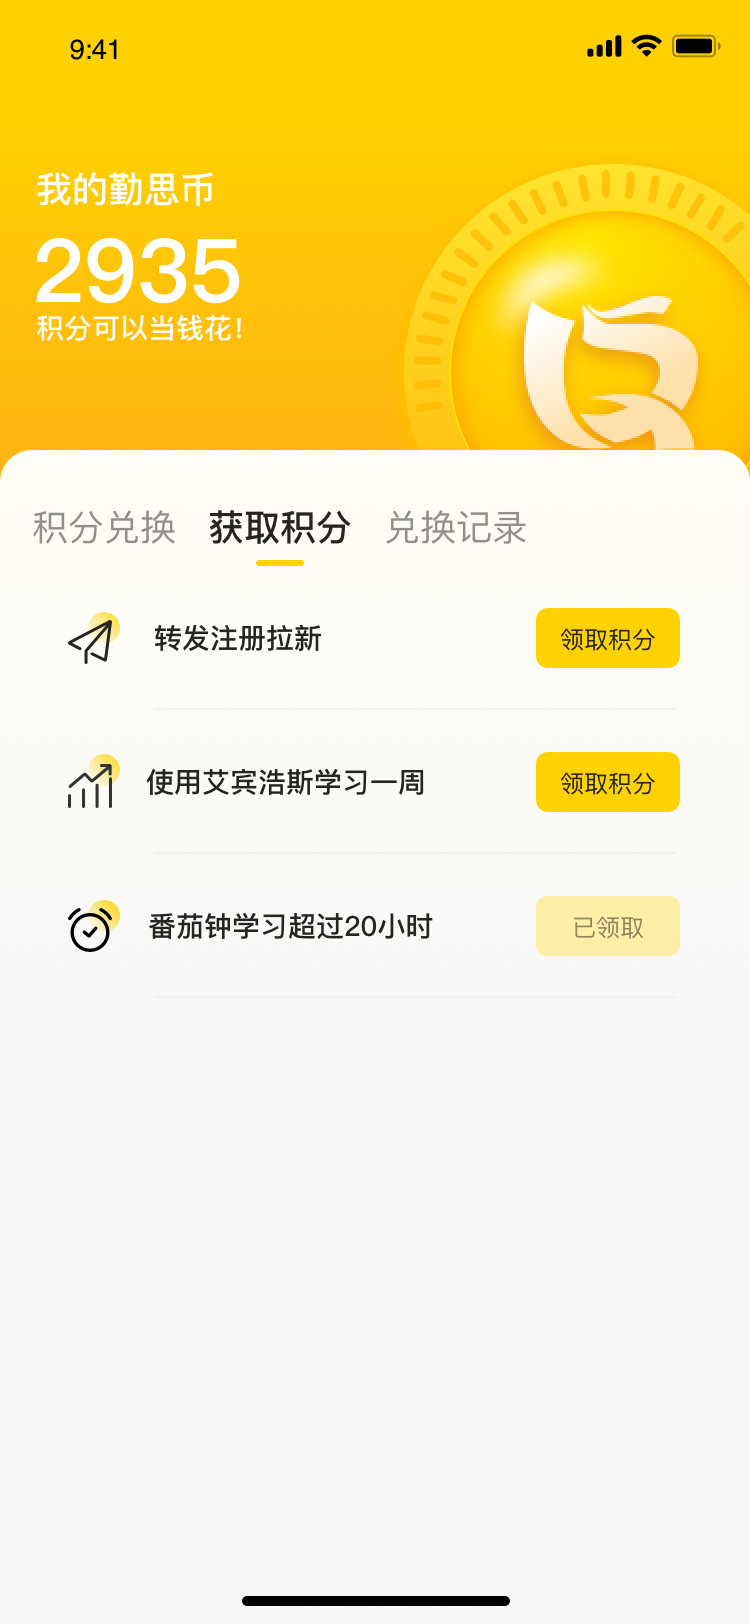 9:41
我的勤思币
2935
积分可以当钱花!
积分兑换 获取积分 兑换记录
转发注册拉新 领取积分
使用艾宾浩斯学习一周 领取积分
番茄钟学习超过20小时 已领取